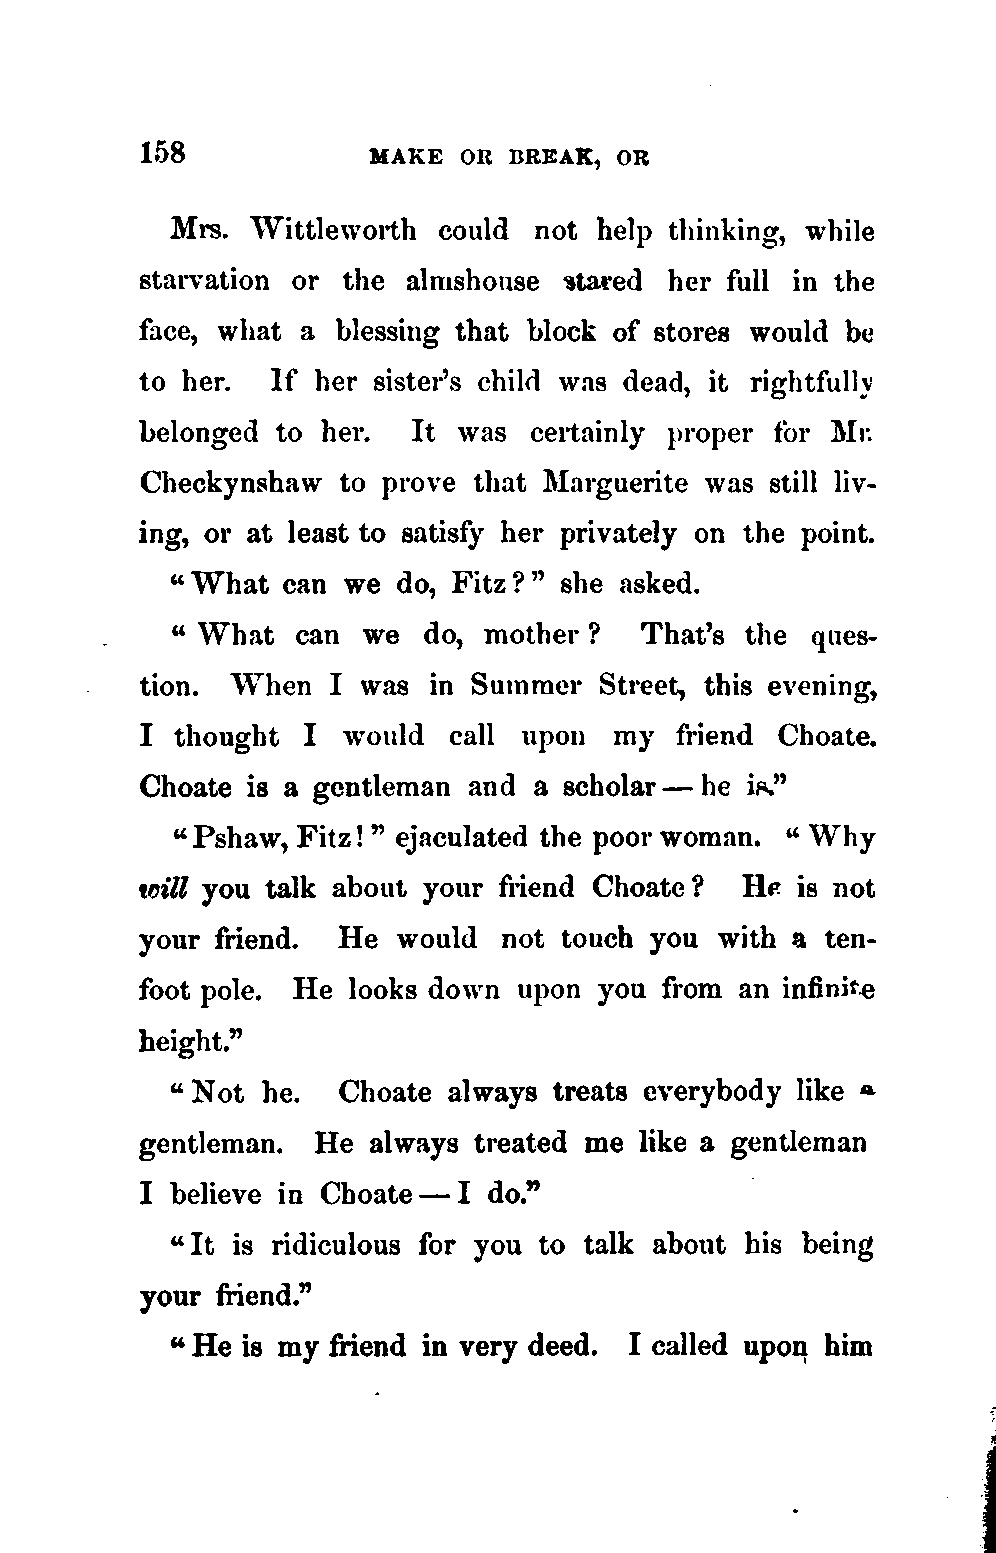 158 MAKE OR BREAK, OR
Mrs. Wittleworth could not help thinking, while
starvation or the almshouse stared her full in the
face, what a blessing that block of stores would be
to her. If her sister's child was dead, it rightfully
belonged to her. It was certainly proper for Mr.
Checkynshaw to prove that Marguerite was still liv-
ing, or at least to satisfy her privately on the point.
“What can we do, Fitz?” she asked.
“What can we do, mother? That's the ques-
tion. When I was in Summer Street, this evening,
I thought I would call upon my friend Choate.
Choate is a gentleman and a scholar — he is.”
“Pshaw, Fitz!” ejaculated the poor woman. “Why
will you talk about your friend Choate? He is not
your friend. He would not touch you with a ten-
foot pole. He looks down upon you from an infinite
height.”
“Not he. Choate always treats everybody like a
gentleman. He always treated me like a gentleman
I believe in Choate — I do.”
“It is ridiculous for you to talk about his being
your friend.”
“He is my friend in very deed. I called upon him